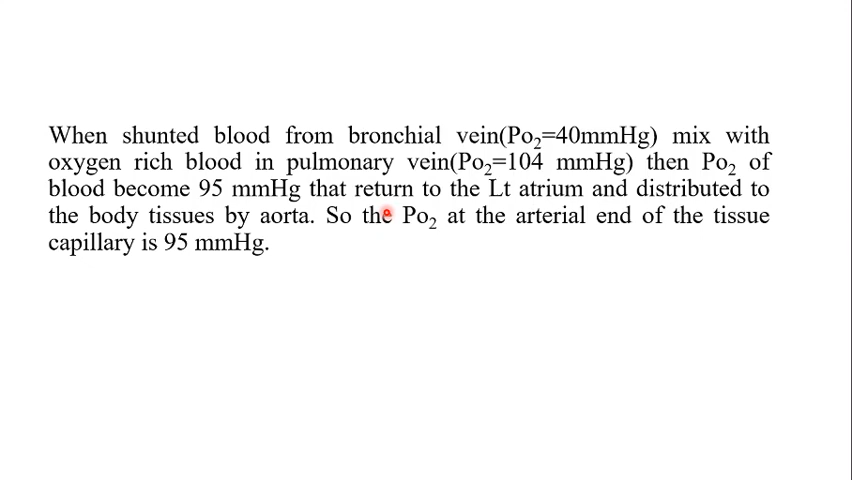 When shunted blood from bronchial vein(Po₂=40mmHg) mix with
oxygen rich blood in pulmonary vein(Po₂=104 mmHg) then Po₂ of
blood become 95 mmHg that return to the Lt atrium and distributed to
the body tissues by aorta. So the Po₂ at the arterial end of the tissue
capillary is 95 mmHg.